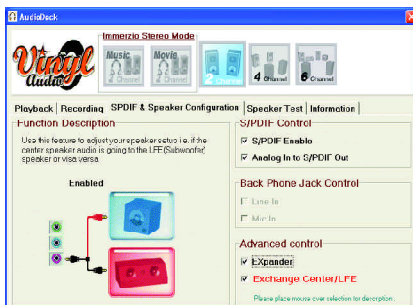 AudioDeck
Immerzio Stereo Mode
Vinyl Audio
Music
Movie
2 Channel
4 Channel
6 Channel
Playback Recording SPDIF & Speaker Configuration Speaker Test Information
Function Description
Use this feature to adjust your speaker setup i.e. if the
center speaker audio is going to the LFE (Subwoofer)
speaker or visa versa.
Enabled
S/PDIF Control
S/PDIF Enable
Analog In to S/PDIF Out
Back Phone Jack Control
Line In
Mic In
Advanced control
EXpander
Exchange Center/LFE
Please place mouse over selection for description.